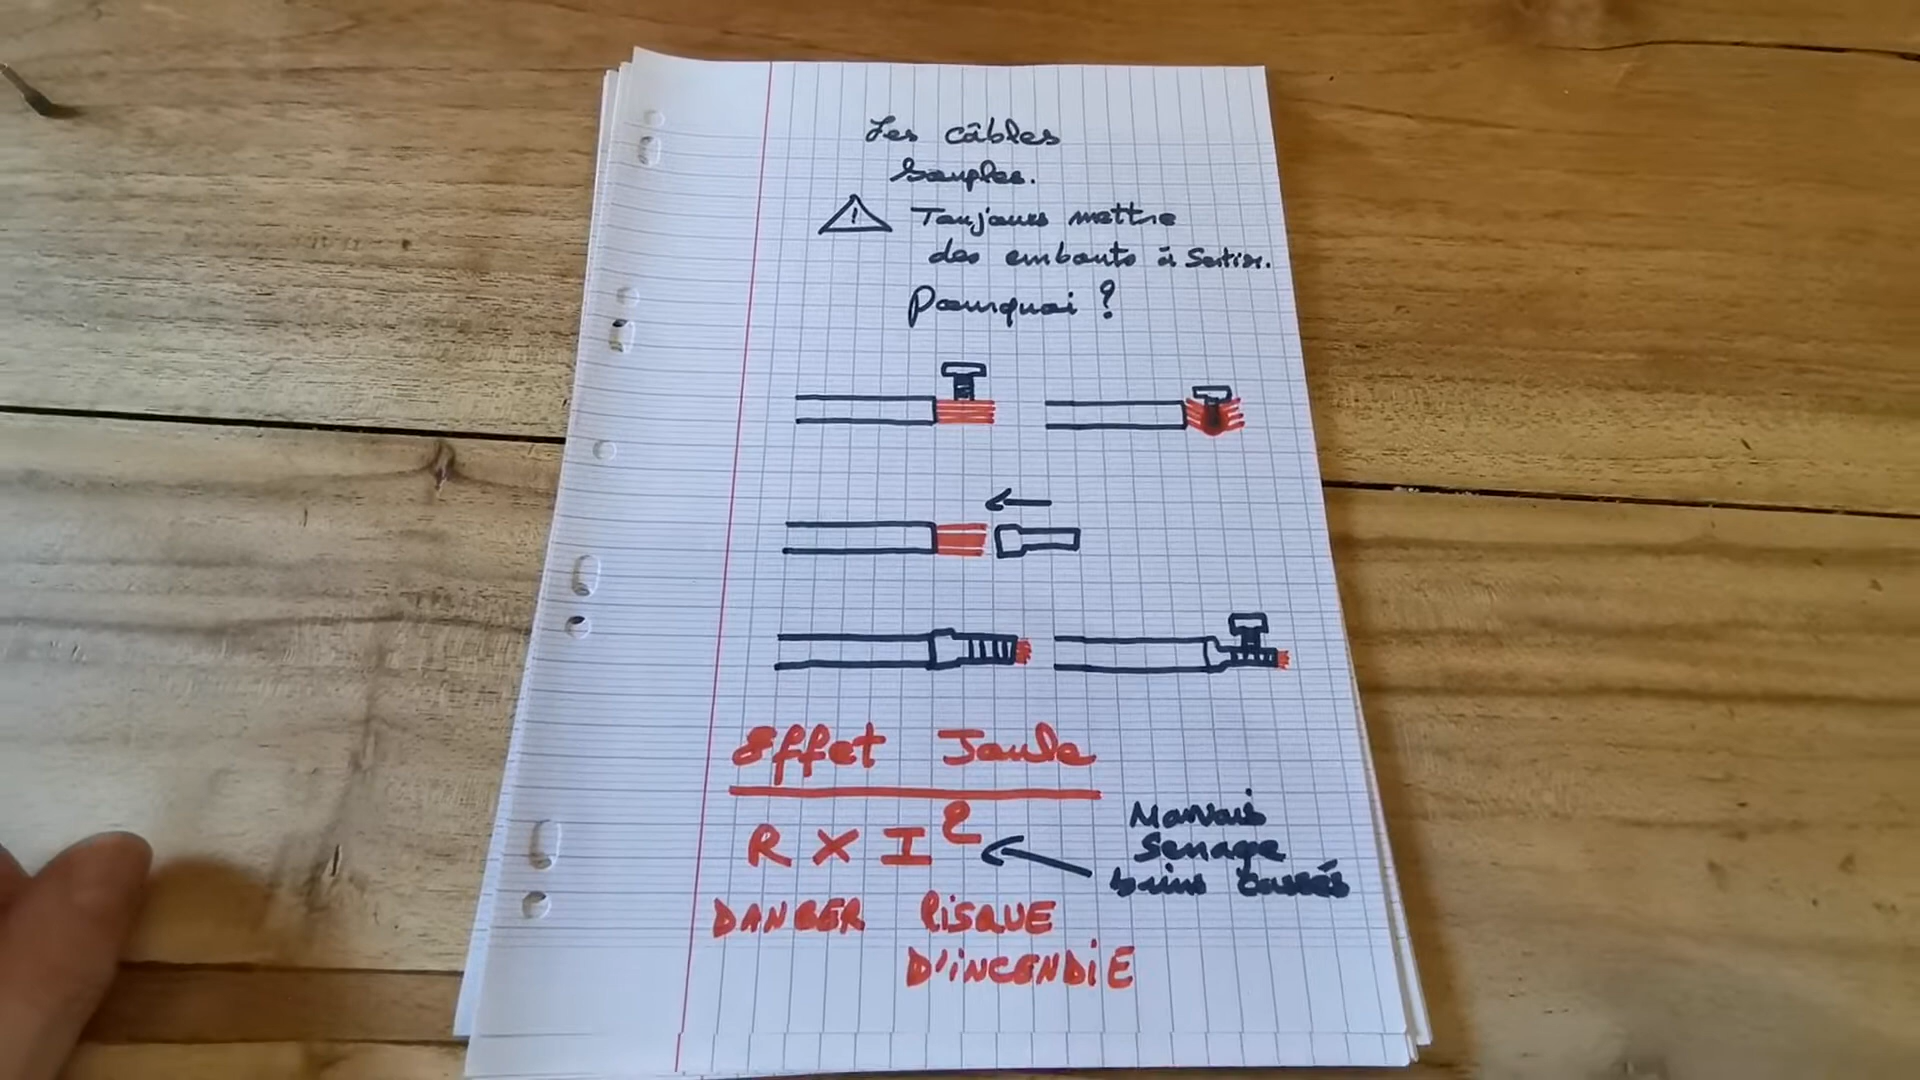 Les câbles
Souples.
! Toujours mettre
des embouts à Sertir.
Pourquoi ?
Effet Joule
R X I²
Mauvais
Serrage
brins cassés
DANGER RISQUE
D'INCENDIE